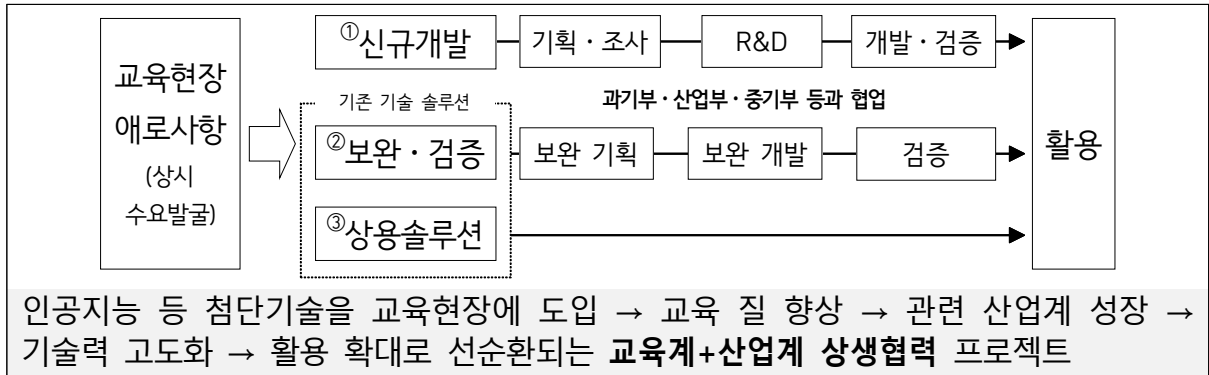 교육현장
애로사항
(상시
수요발굴)
①신규개발
기획·조사
R&D
개발·검증
과기부·산업부·중기부 등과 협업
기존 기술 솔루션
②보완·검증
보완 기획
보완 개발
검증
③상용솔루션
활용
인공지능 등 첨단기술을 교육현장에 도입 → 교육 질 향상 → 관련 산업계 성장 →
기술력 고도화 → 활용 확대로 선순환되는 교육계+산업계 상생협력 프로젝트